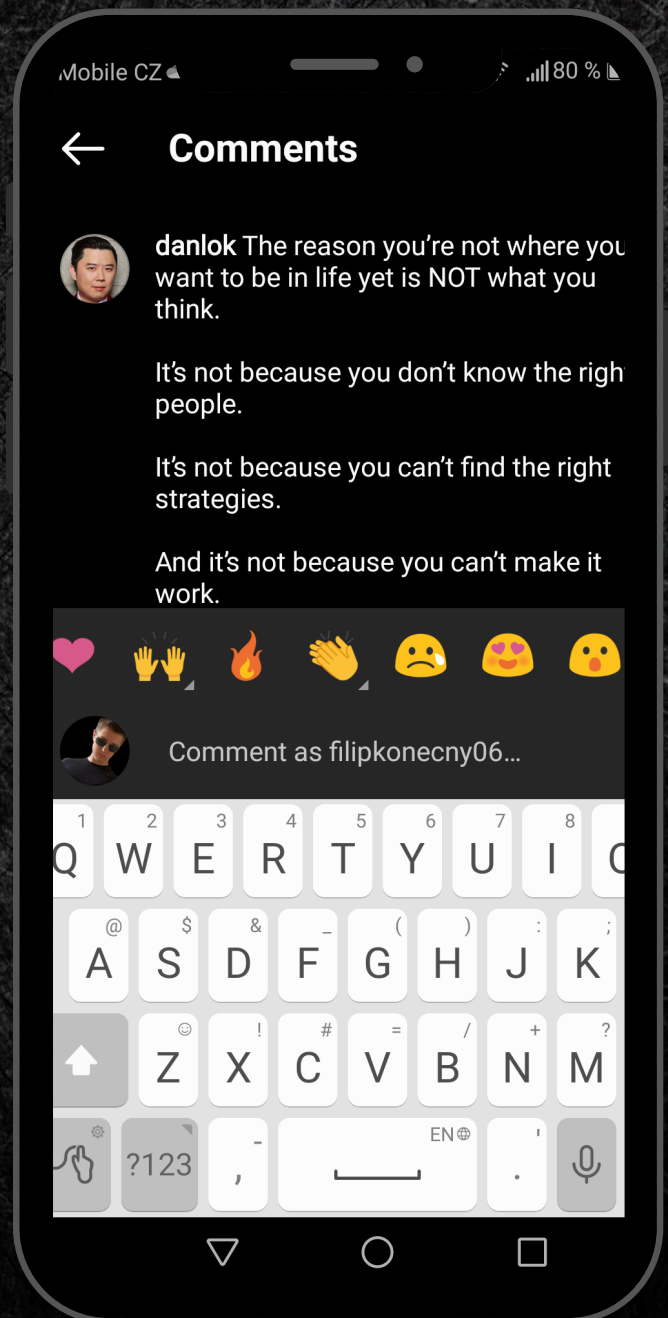 Mobile CZ 80 %
Comments
danlok The reason you’re not where you
want to be in life yet is NOT what you
think.
It’s not because you don’t know the right
people.
It’s not because you can’t find the right
strategies.
And it’s not because you can’t make it
work.
Comment as filipkonecny06…
1 2 3 4 5 6 7 8
Q W E R T Y U I O
@ $ & _ ( ) : ;
A S D F G H J K
! # = / + ?
Z X C V B N M
- EN '
?123 , .